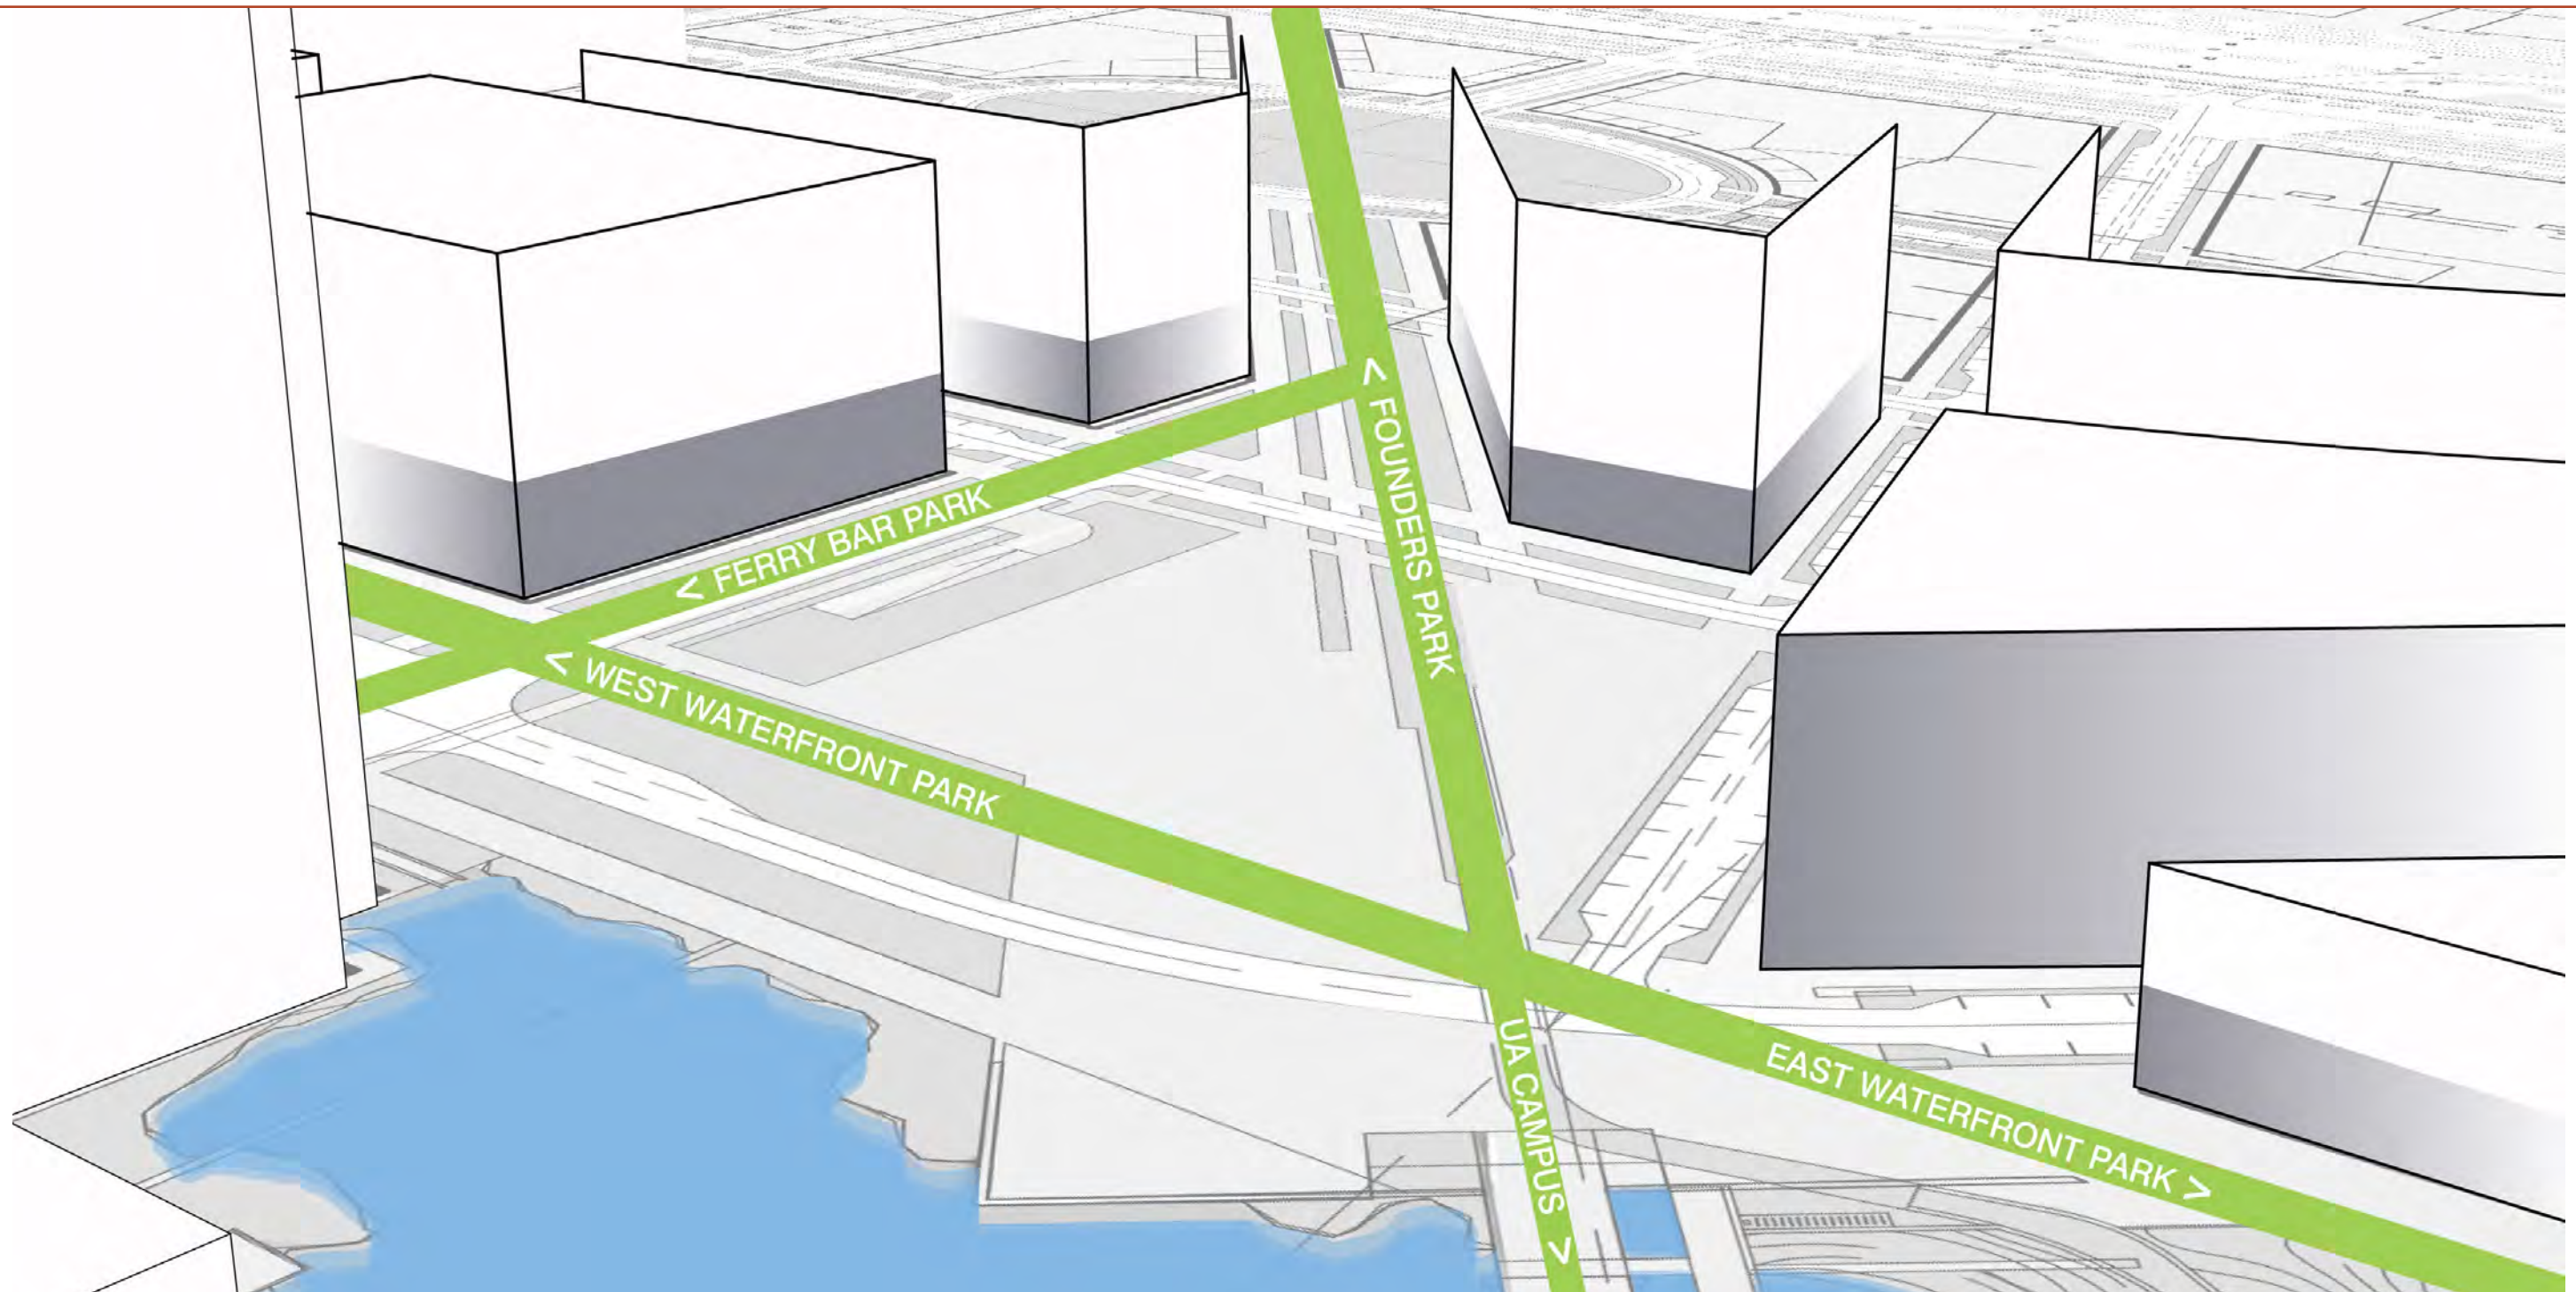 < FOUNDERS PARK
< FERRY BAR PARK
< WEST WATERFRONT PARK
UA CAMPUS >
EAST WATERFRONT PARK >